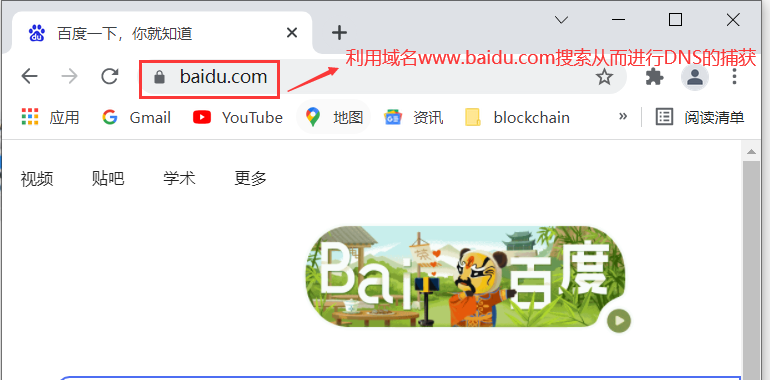 百度一下，你就知道
利用域名www.baidu.com搜索从而进行DNS的捕获
baidu.com
应用 Gmail YouTube 地图 资讯 blockchain » 阅读清单
视频 贴吧 学术 更多
Bai 百度